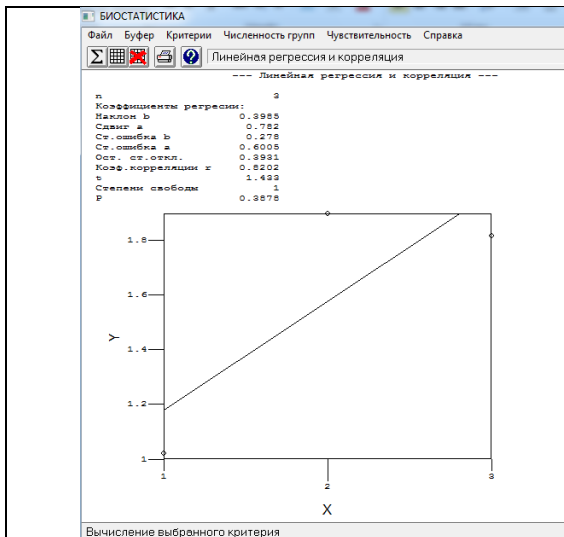 БИОСТАТИСТИКА
Файл Буфер Критерии Численность групп Чувствительность Справка
Линейная регрессия и корреляция
--- Линейная регрессия и корреляция ---
n 3
Коэффициенты регресии:
Наклон b 0.3985
Сдвиг a 0.782
Ст.ошибка b 0.278
Ст.ошибка a 0.6005
Ост. ст.откл. 0.3931
Коэф.корреляции r 0.8202
t 1.433
Степени свободы 1
P 0.3878
1.8
1.6
Y
1.4
1.2
1
1 2 3
X
Вычисление выбранного критерия